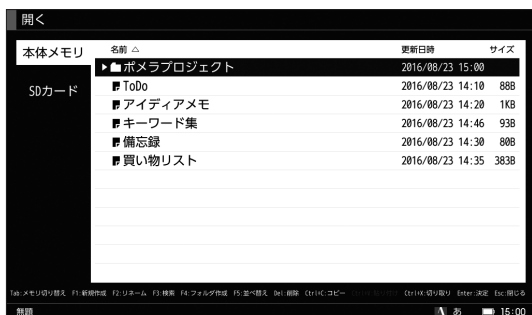 開く
本体メモリ
SDカード
名前 △ 更新日時 サイズ
ポメラプロジェクト 2016/08/23 15:00
ToDo 2016/08/23 14:10 88B
アイディアメモ 2016/08/23 14:20 1KB
キーワード集 2016/08/23 14:46 93B
備忘録 2016/08/23 14:30 80B
買い物リスト 2016/08/23 14:35 383B
Tab:メモリ切り替え F1:新規作成 F2:リネーム F3:検索 F4:フォルダ作成 F5:並べ替え Del:削除 Ctrl+C:コピー Ctrl+X:切り取り Enter:決定 Esc:閉じる
無題 A あ 15:00